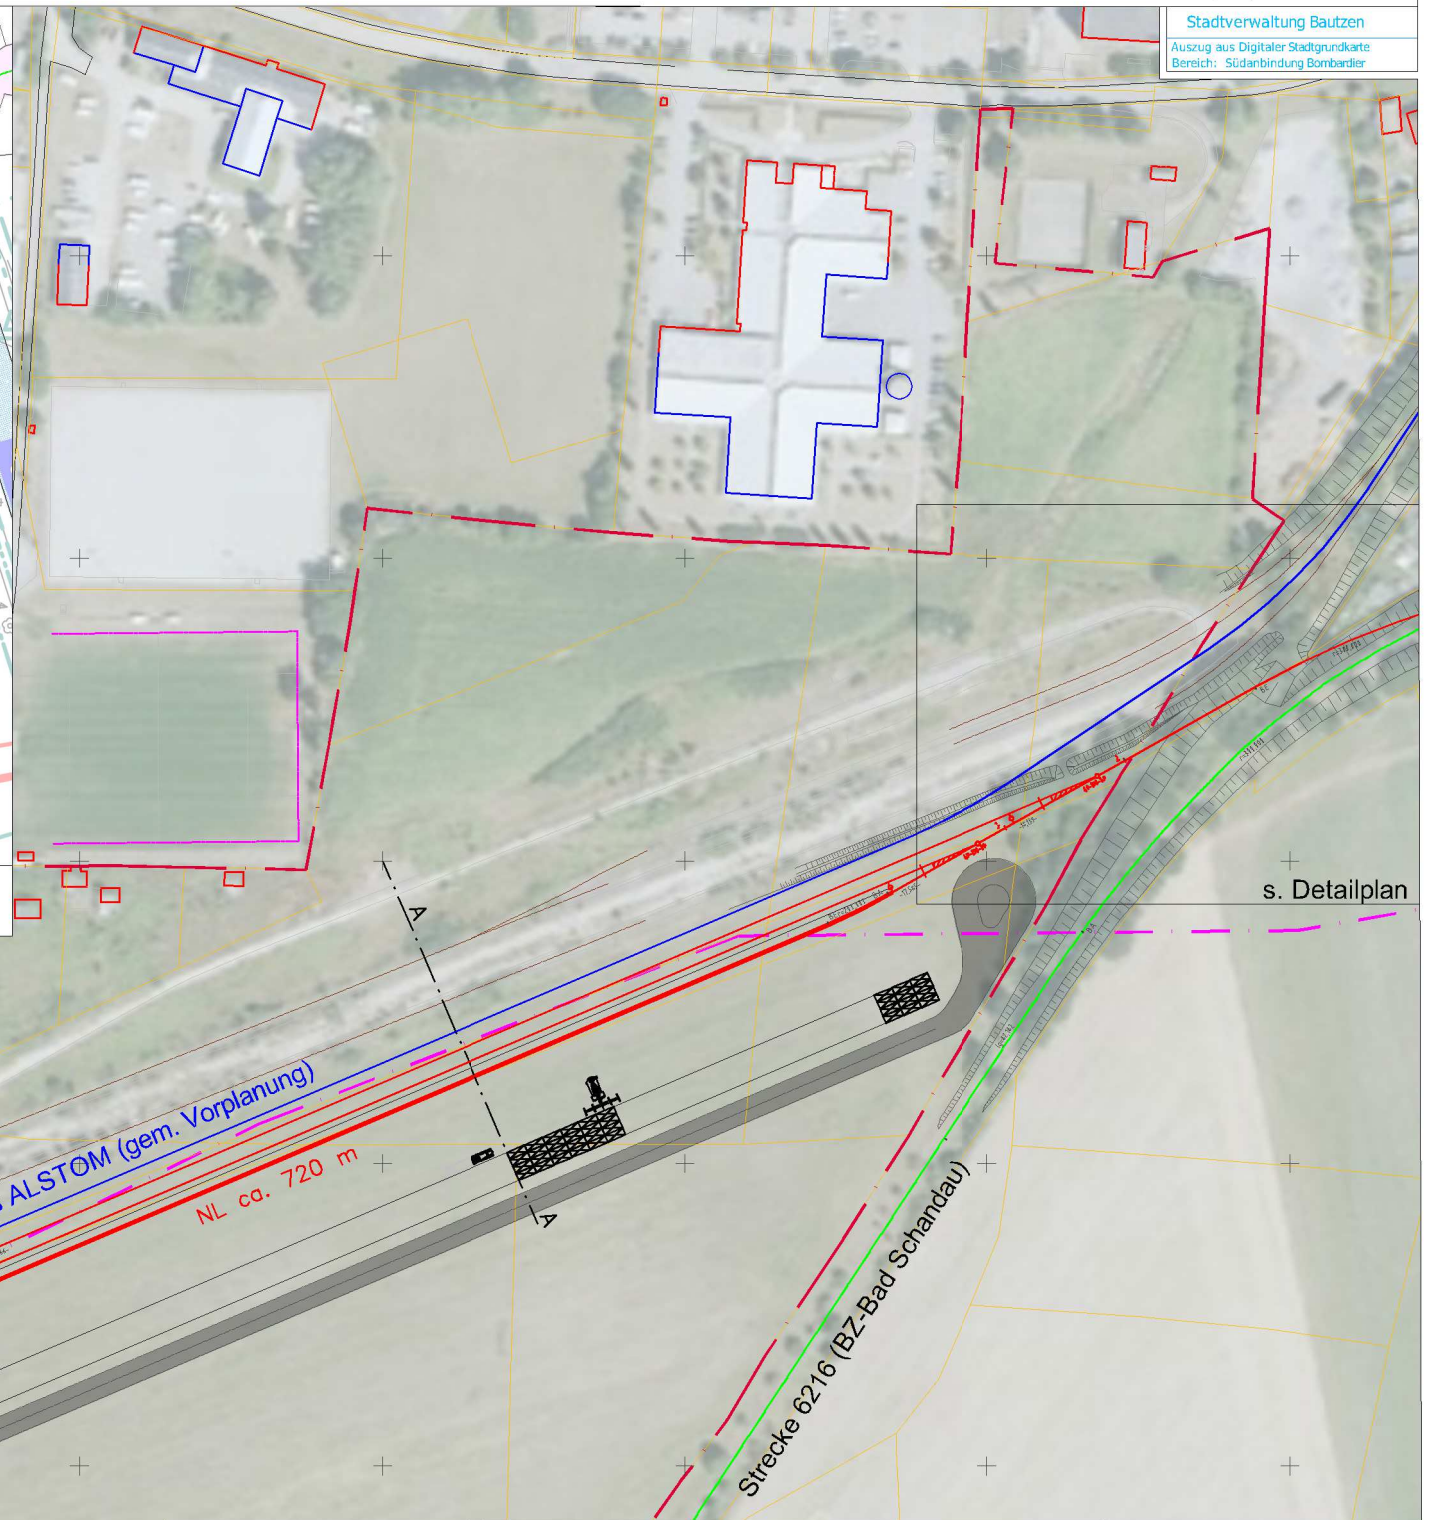 Stadtverwaltung Bautzen
Auszug aus Digitaler Stadtgrundkarte
Bereich: Südanbindung Bombardier
s. Detailplan
A
ALSTOM (gem. Vorplanung)
NL ca. 720 m
A
Strecke 6216 (BZ-Bad Schandau)